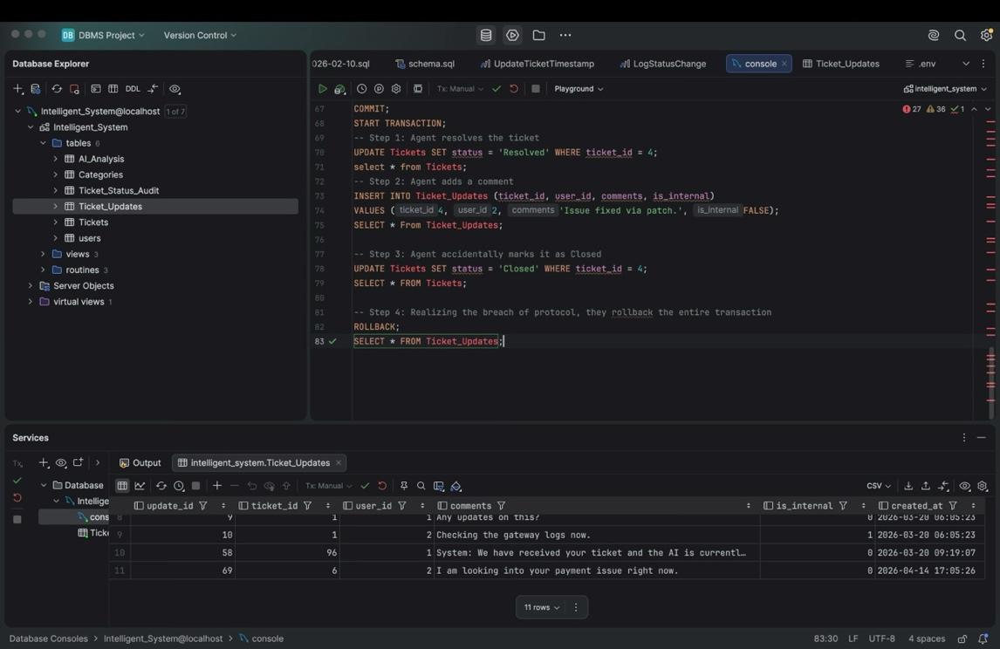 DB DBMS Project Version Control
Database Explorer
026-02-10.sql schema.sql UpdateTicketTimestamp LogStatusChange console Ticket_Updates .env
DDL
Tx: Manual Playground intelligent_system
Intelligent_System@localhost 1 of 7
Intelligent_System
tables 6
AI_Analysis
Categories
Ticket_Status_Audit
Ticket_Updates
Tickets
users
views 3
routines 3
Server Objects
virtual views 1
27 36 1
67 COMMIT;
68 START TRANSACTION;
69 -- Step 1: Agent resolves the ticket
70 UPDATE Tickets SET status = 'Resolved' WHERE ticket_id = 4;
71 select * from Tickets;
72 -- Step 2: Agent adds a comment
73 INSERT INTO Ticket_Updates (ticket_id, user_id, comments, is_internal)
74 VALUES ( ticket_id 4, user_id 2, comments 'Issue fixed via patch.', is_internal FALSE);
75 SELECT * From Ticket_Updates;
76
77 -- Step 3: Agent accidentally marks it as Closed
78 UPDATE Tickets SET status = 'Closed' WHERE ticket_id = 4;
79 SELECT * FROM Tickets;
80
81 -- Step 4: Realizing the breach of protocol, they rollback the entire transaction
82 ROLLBACK;
83 SELECT * FROM Ticket_Updates;
Services
Tx
Database
Intellige
cons
Ticke
Output intelligent_system.Ticket_Updates
Tx: Manual CSV
update_id ticket_id user_id comments is_internal created_at
8 9 1 1 Any updates on this? 0 2026-03-20 06:05:23
9 10 1 2 Checking the gateway logs now. 1 2026-03-20 06:05:23
10 58 96 1 System: We have received your ticket and the AI is currentl… 0 2026-03-20 09:19:07
11 69 6 2 I am looking into your payment issue right now. 0 2026-04-14 17:05:26
11 rows
Database Consoles > Intelligent_System@localhost > console 83:30 LF UTF-8 4 spaces